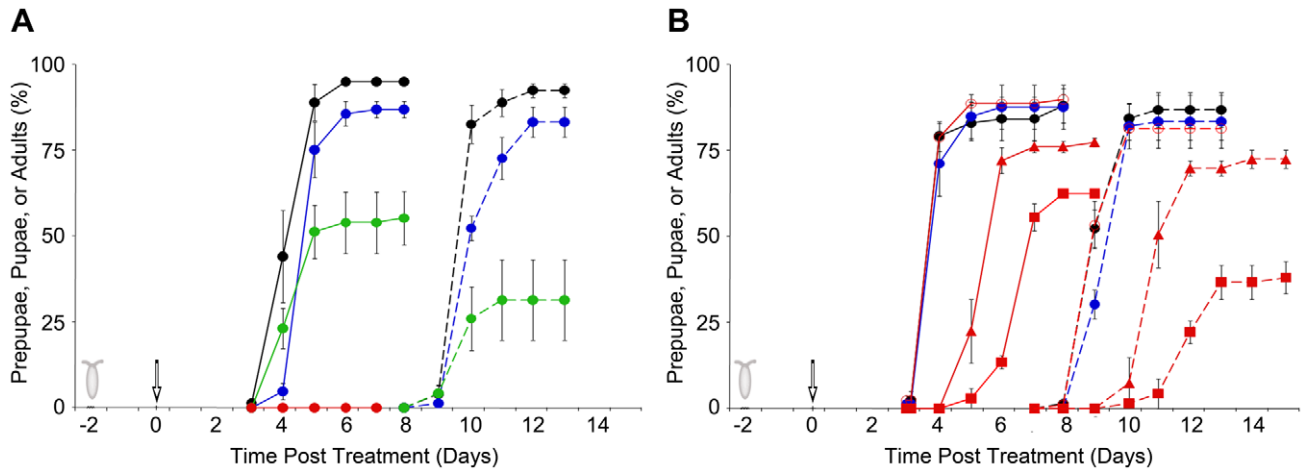 A
B
Prepupae, Pupae, or Adults (%)
100
75
50
25
0
-2 0 2 4 6 8 10 12 14
Time Post Treatment (Days)
Prepupae, Pupae, or Adults (%)
100
75
50
25
0
-2 0 2 4 6 8 10 12 14
Time Post Treatment (Days)